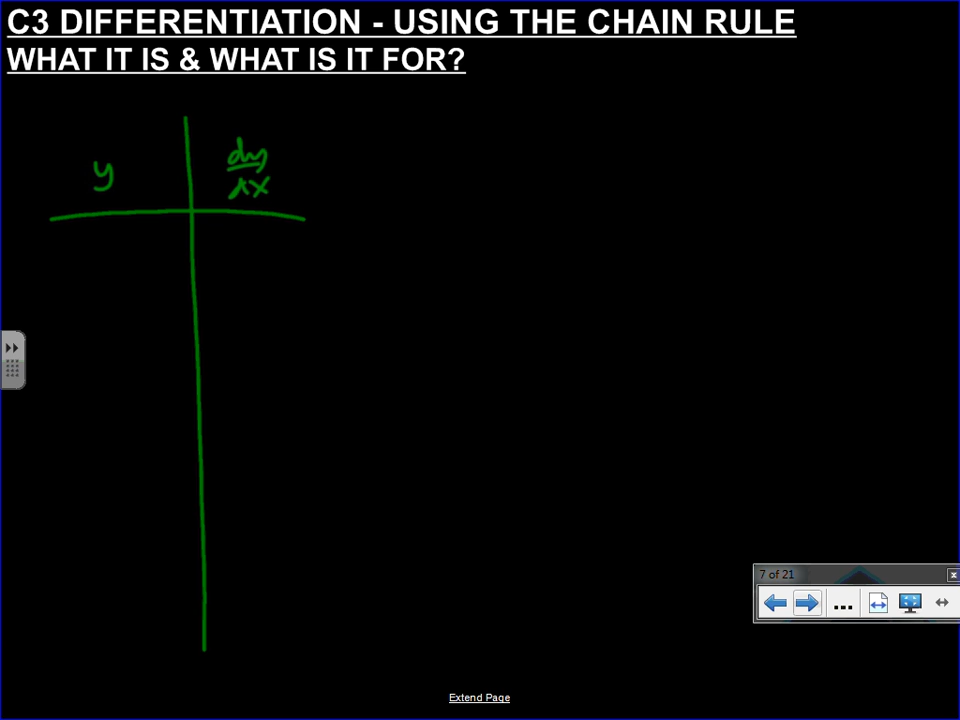 C3 DIFFERENTIATION - USING THE CHAIN RULE
WHAT IT IS & WHAT IS IT FOR?
y
dy
dx
7 of 21
...
Extend Page